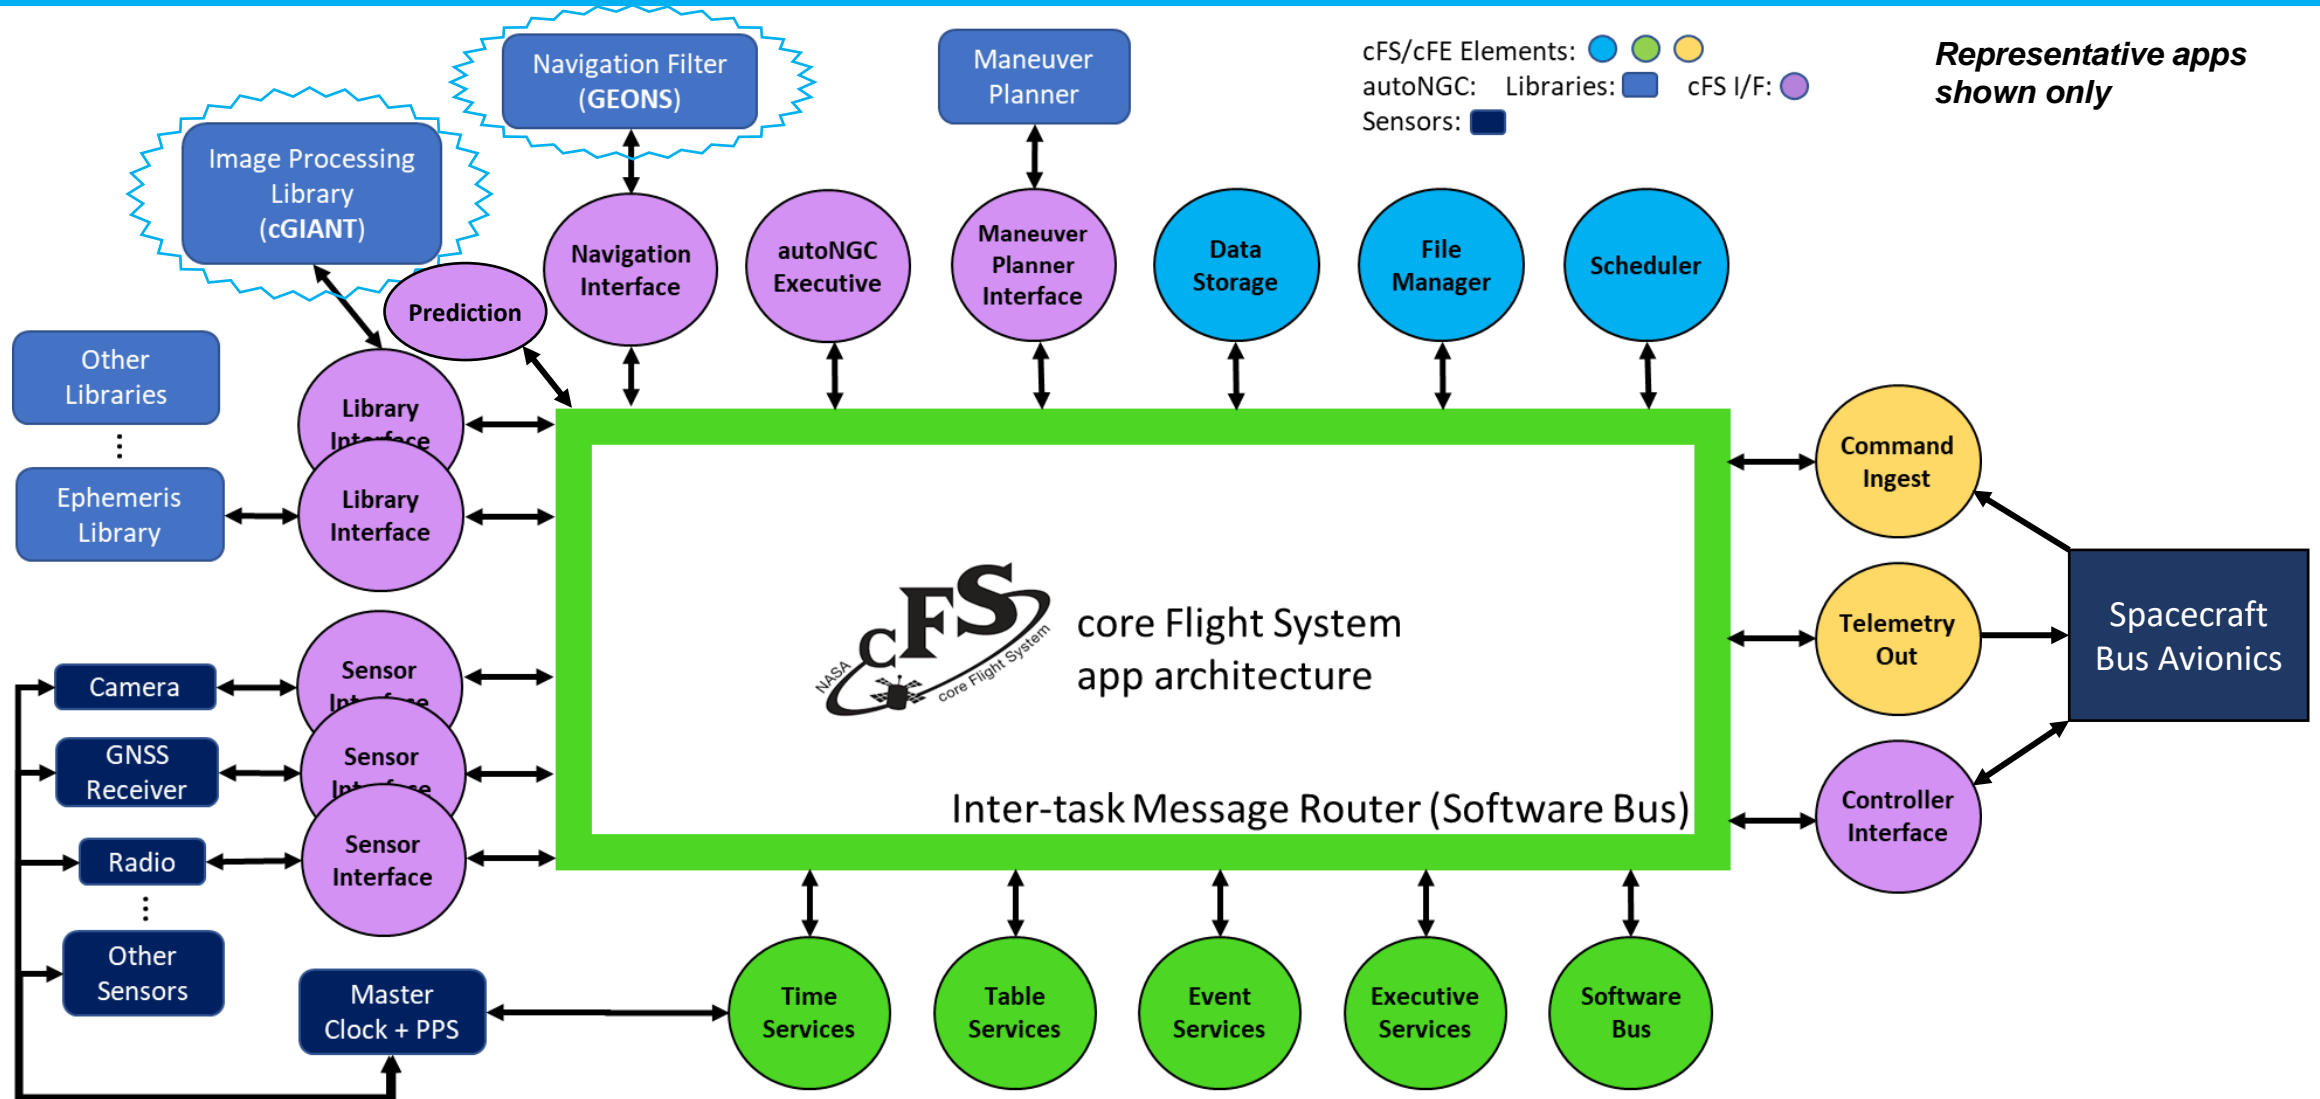 cFS/cFE Elements:
autoNGC: Libraries: cFS I/F:
Sensors:
Representative apps
shown only
Navigation Filter
(GEONS)
Maneuver
Planner
Image Processing
Library
(cGIANT)
Prediction
Navigation
Interface
autoNGC
Executive
Maneuver
Planner
Interface
Data
Storage
File
Manager
Scheduler
Other
Libraries
Library
Interface
Ephemeris
Library
Library
Interface
Command
Ingest
Telemetry
Out
Spacecraft
Bus Avionics
Controller
Interface
NASA
cFS
core Flight System
core Flight System
app architecture
Inter-task Message Router (Software Bus)
Camera
Sensor
Interface
GNSS
Receiver
Sensor
Interface
Radio
Sensor
Interface
Other
Sensors
Master
Clock + PPS
Time
Services
Table
Services
Event
Services
Executive
Services
Software
Bus